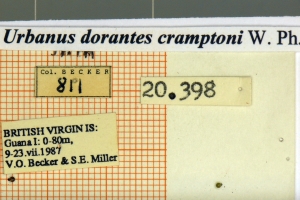 Urbanus dorantes cramptoni W. Ph.
Col. BECKER
811
20.398
BRITISH VIRGIN IS:
Guana I: 0-80m,
9-23.vii.1987
V.O. Becker & S.E. Miller